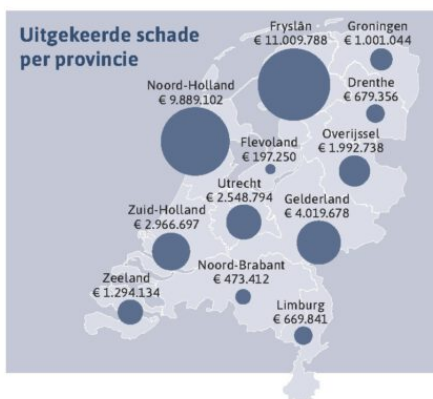 Uitgekeerde schade
per provincie
Fryslân
€ 11.009.788
Groningen
€ 1.001.044
Noord-Holland
€ 9.889.102
Drenthe
€ 679.356
Flevoland
€ 197.250
Overijssel
€ 1.992.738
Utrecht
€ 2.548.794
Gelderland
€ 4.019.678
Zuid-Holland
€ 2.966.697
Noord-Brabant
€ 473.412
Zeeland
€ 1.294.134
Limburg
€ 669.841